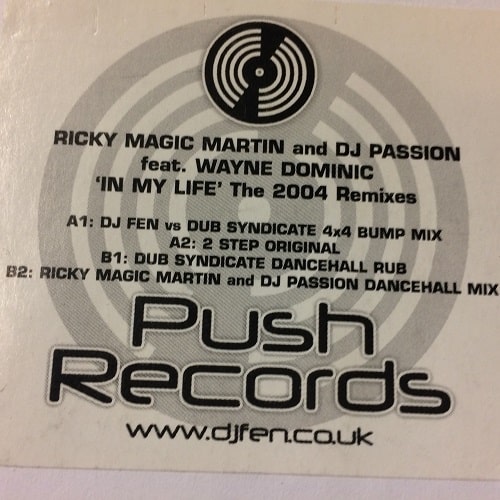 RICKY MAGIC MARTIN and DJ PASSION
feat. WAYNE DOMINIC
'IN MY LIFE' The 2004 Remixes
A1: DJ FEN vs DUB SYNDICATE 4x4 BUMP MIX
A2: 2 STEP ORIGINAL
B1: DUB SYNDICATE DANCEHALL RUB
B2: RICKY MAGIC MARTIN and DJ PASSION DANCEHALL MIX
Push
Records
www.djfen.co.uk